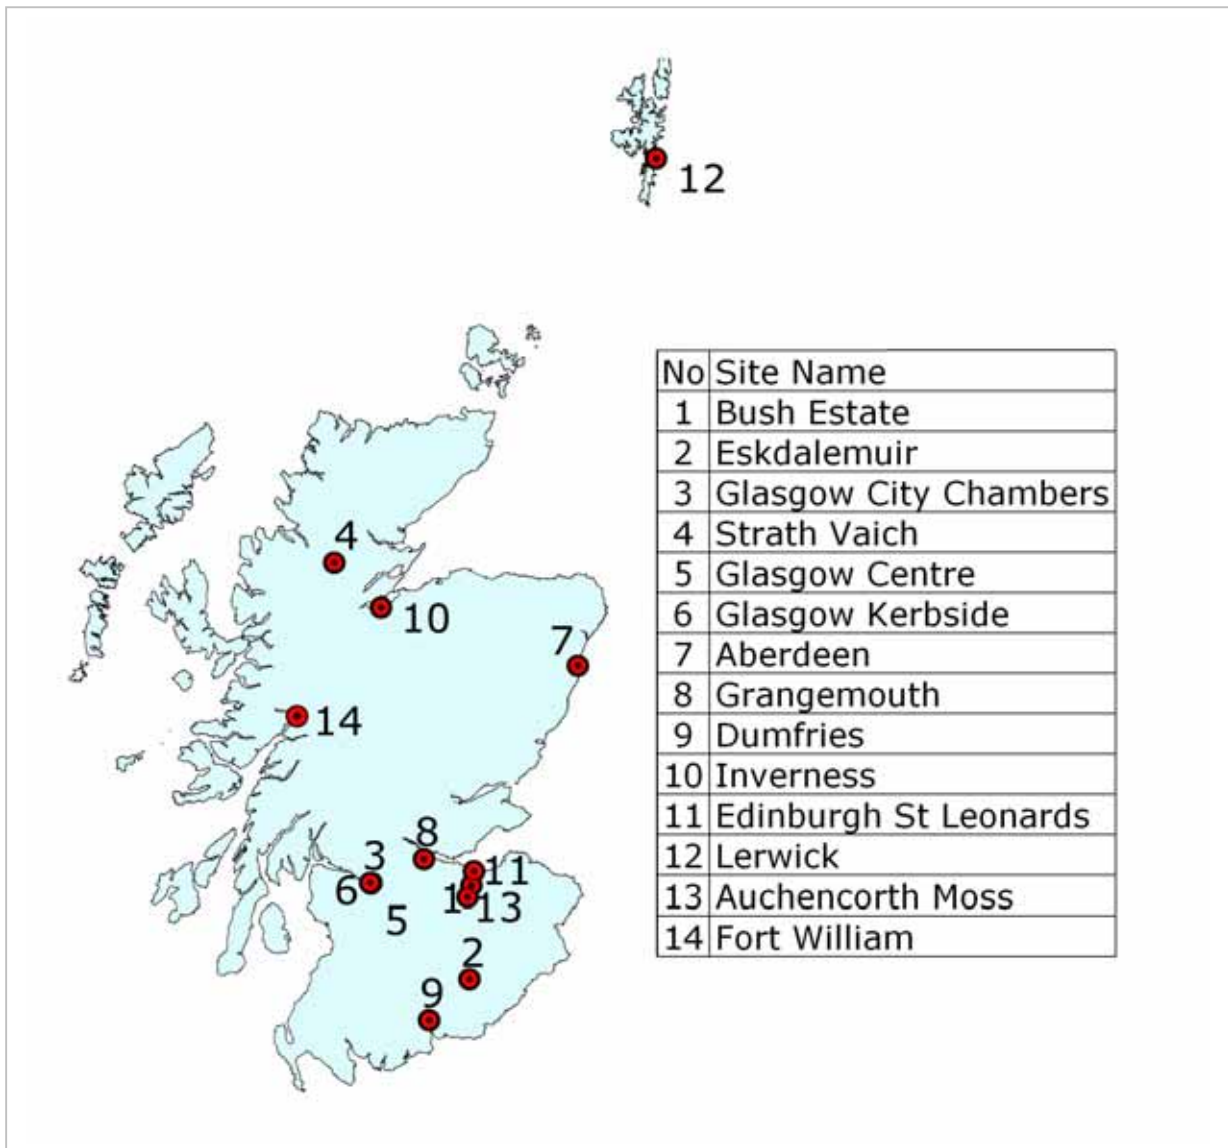 12
No Site Name
1 Bush Estate
2 Eskdalemuir
3 Glasgow City Chambers
4 Strath Vaich
5 Glasgow Centre
6 Glasgow Kerbside
7 Aberdeen
8 Grangemouth
9 Dumfries
10 Inverness
11 Edinburgh St Leonards
12 Lerwick
13 Auchencorth Moss
14 Fort William
4
10
7
14
8
3
11
6
1
13
5
2
9